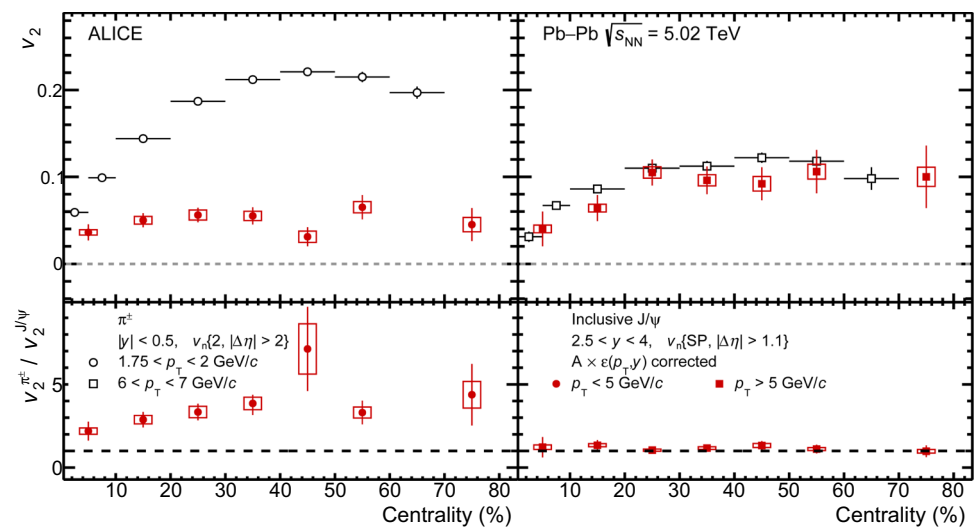 ALICE
Pb–Pb √sNN = 5.02 TeV
v2
0.2
0.1
0
π±
|y| < 0.5, vn{2, |Δη| > 2}
1.75 < pT < 2 GeV/c
6 < pT < 7 GeV/c
Inclusive J/ψ
2.5 < y < 4, vn{SP, |Δη| > 1.1}
A × ε(pT,y) corrected
pT < 5 GeV/c
pT > 5 GeV/c
v2π± / v2J/ψ
5
0
10 20 30 40 50 60 70 80
10 20 30 40 50 60 70 80
Centrality (%)
Centrality (%)